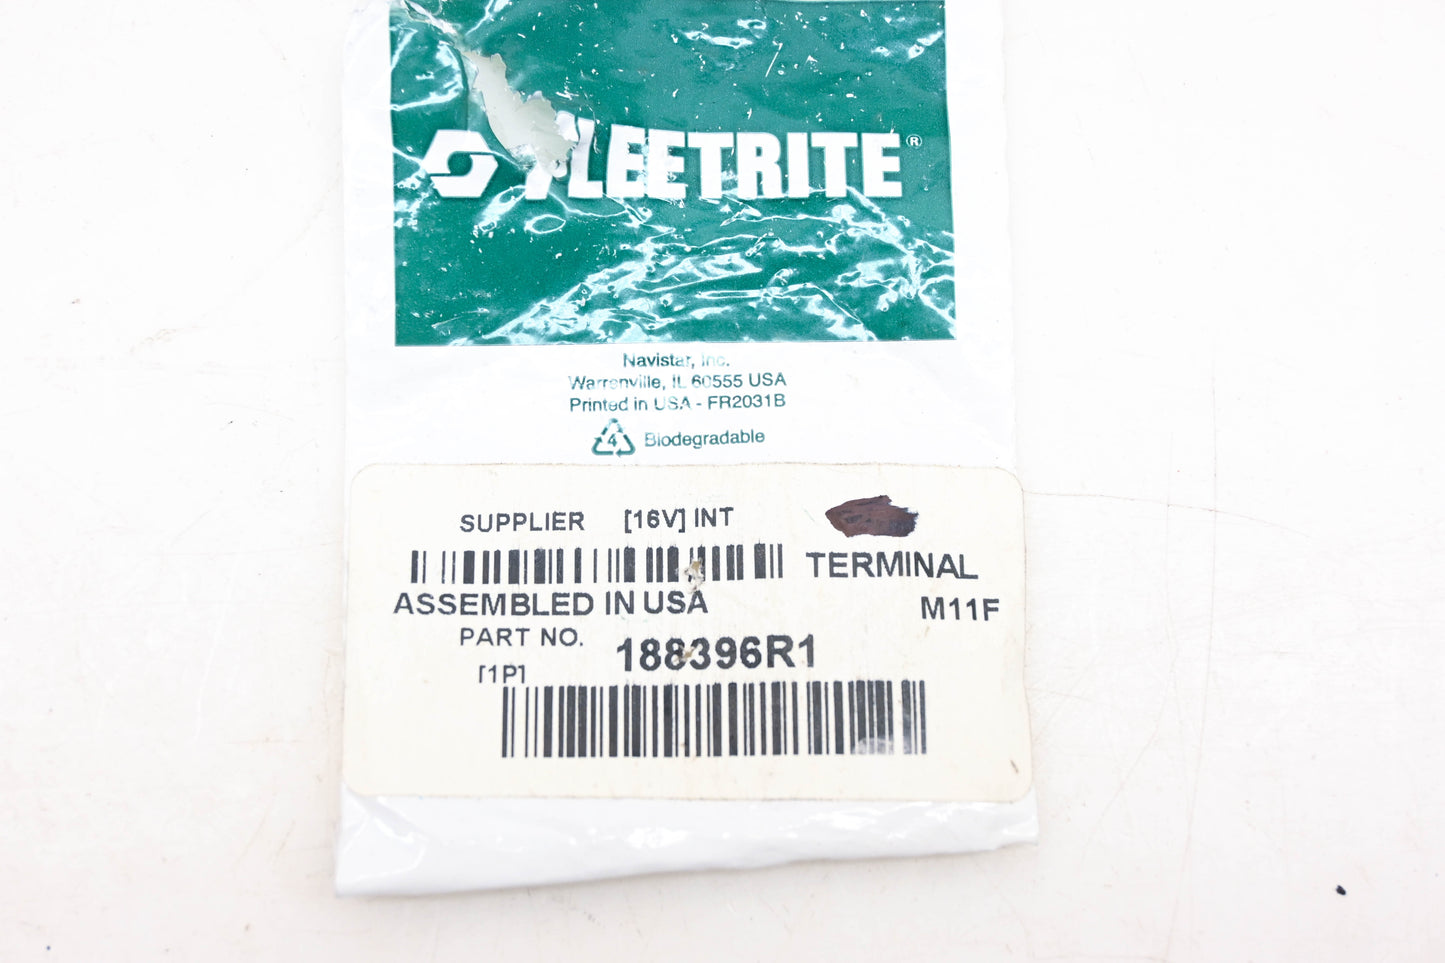 FLEETRITE®
Navistar, Inc.
Warrenville, IL 60555 USA
Printed in USA - FR2031B
4 Biodegradable
SUPPLIER [16V] INT
TERMINAL
ASSEMBLED IN USA M11F
PART NO. 188396R1
[1P]